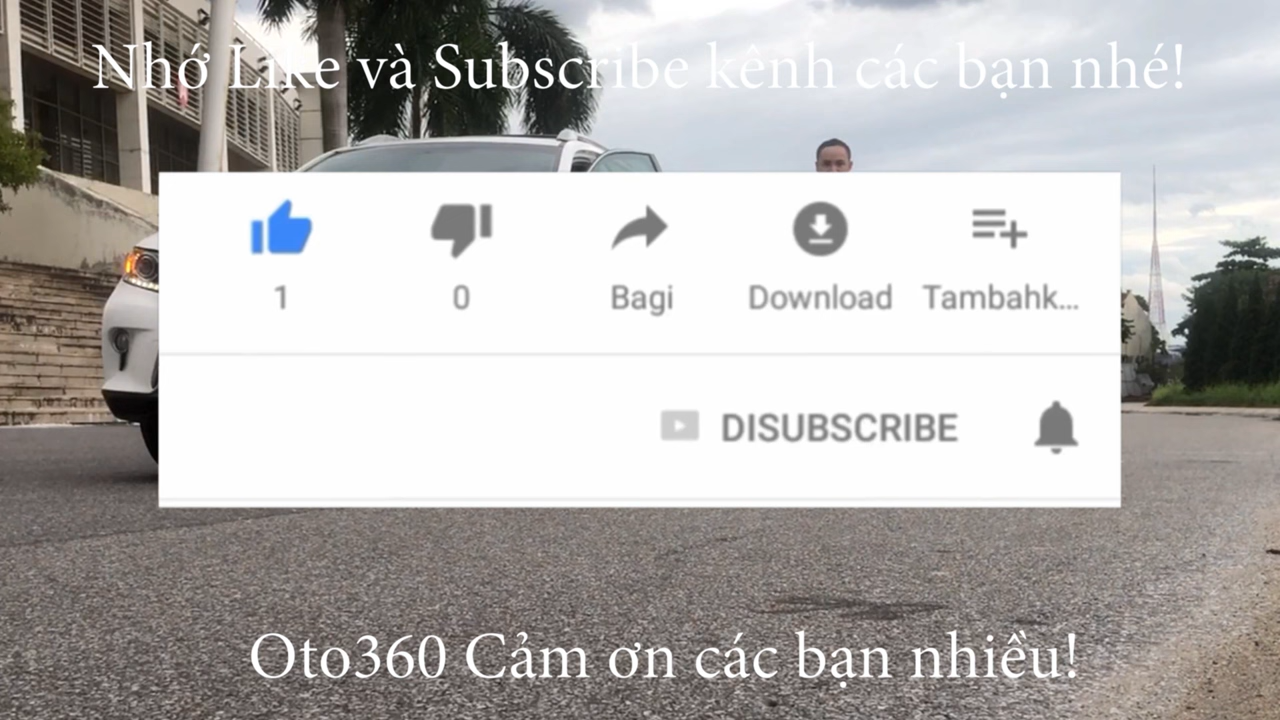 Nhớ Like và Subscribe kênh các bạn nhé!
1 0 Bagi Download Tambahk...
DISUBSCRIBE
Oto360 Cảm ơn các bạn nhiều!